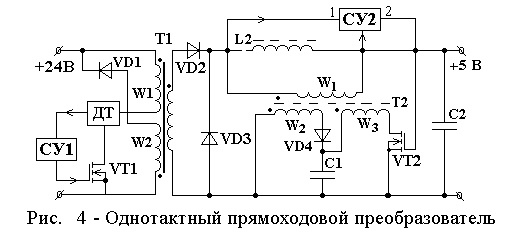 1 СУ2 2
T1 L2
+24В VD1 VD2 W1 +5 В
W1 T2
ДТ W2 W3 C2
СУ1 W2 VD3 VD4
VT1 C1 VT2
Рис. 4 - Однотактный прямоходовой преобразователь